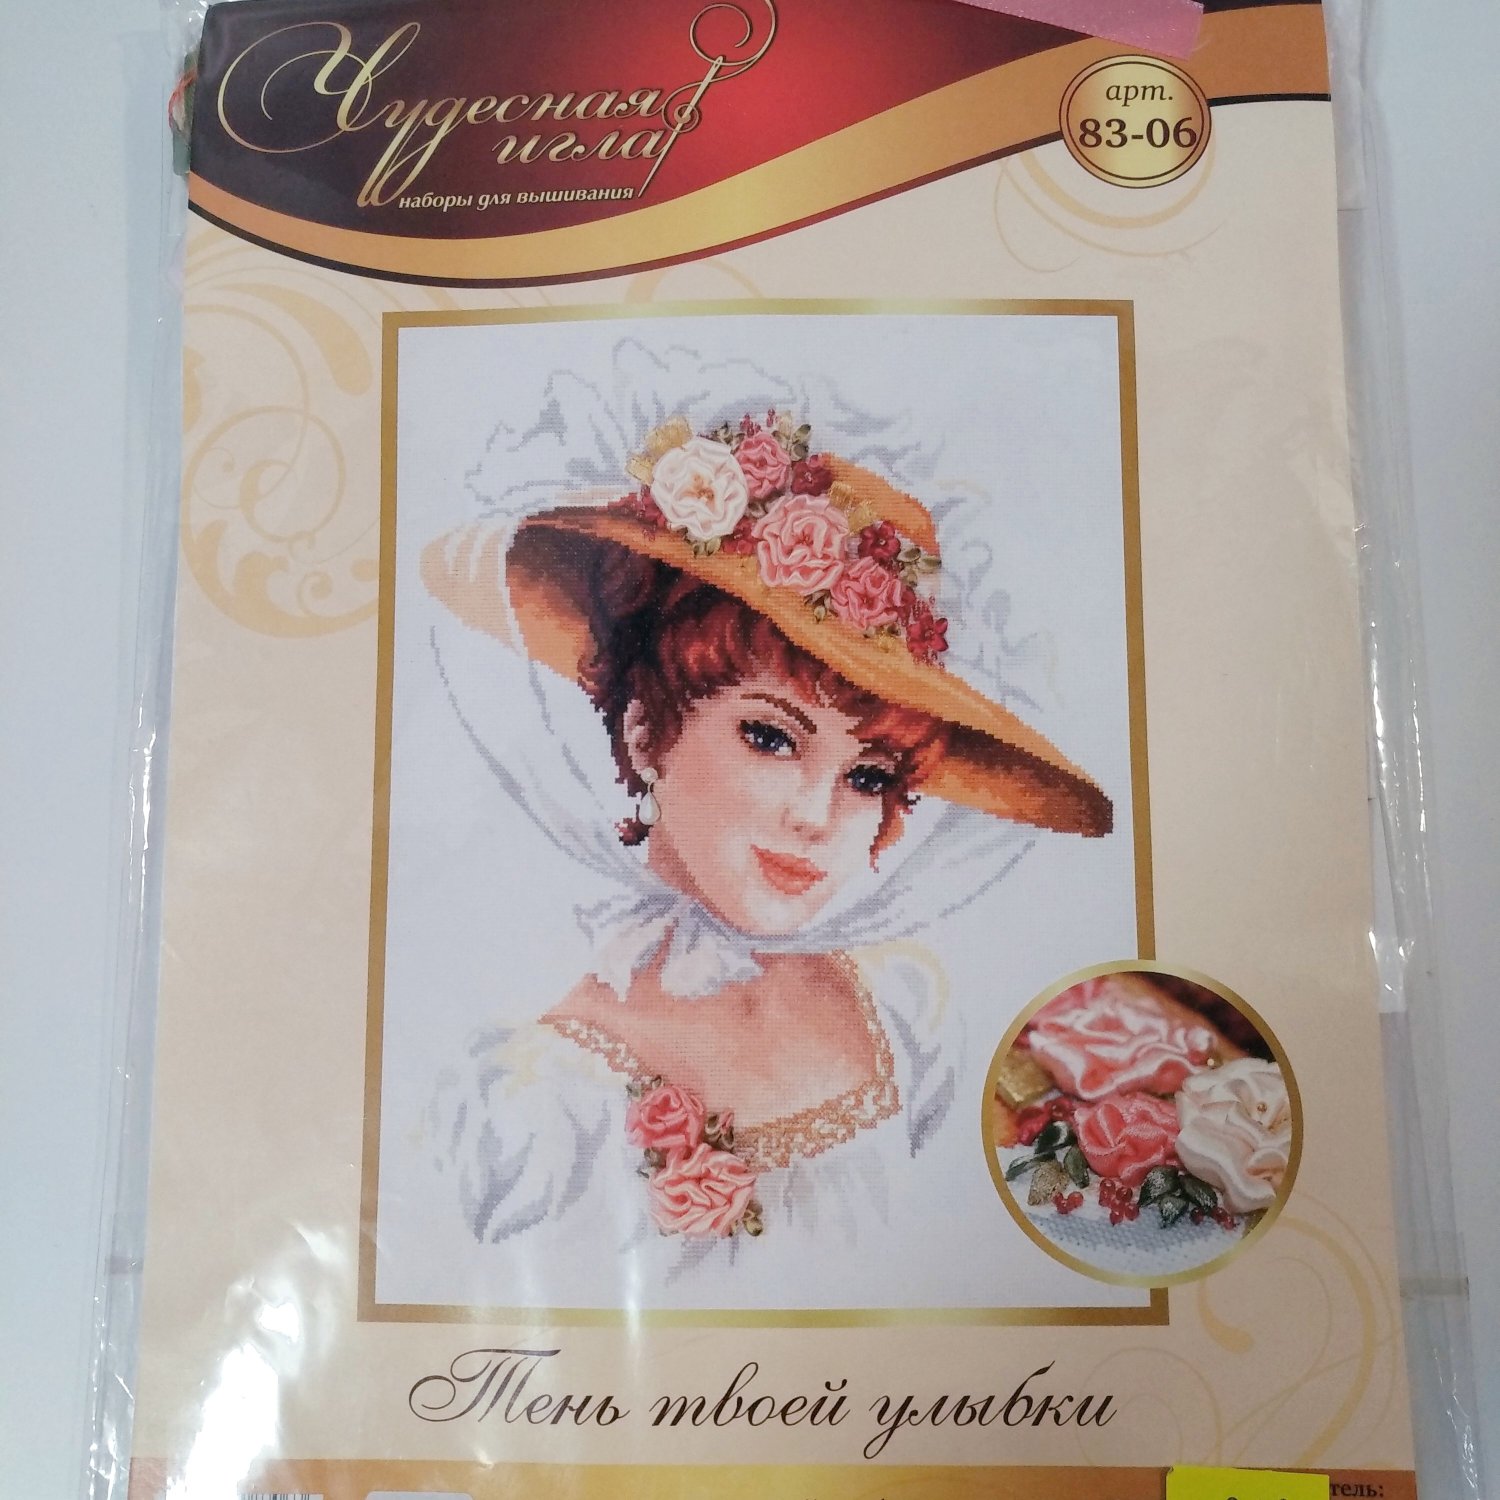 Чудесная
игла
наборы для вышивания
арт.
83-06
Тень твоей улыбки